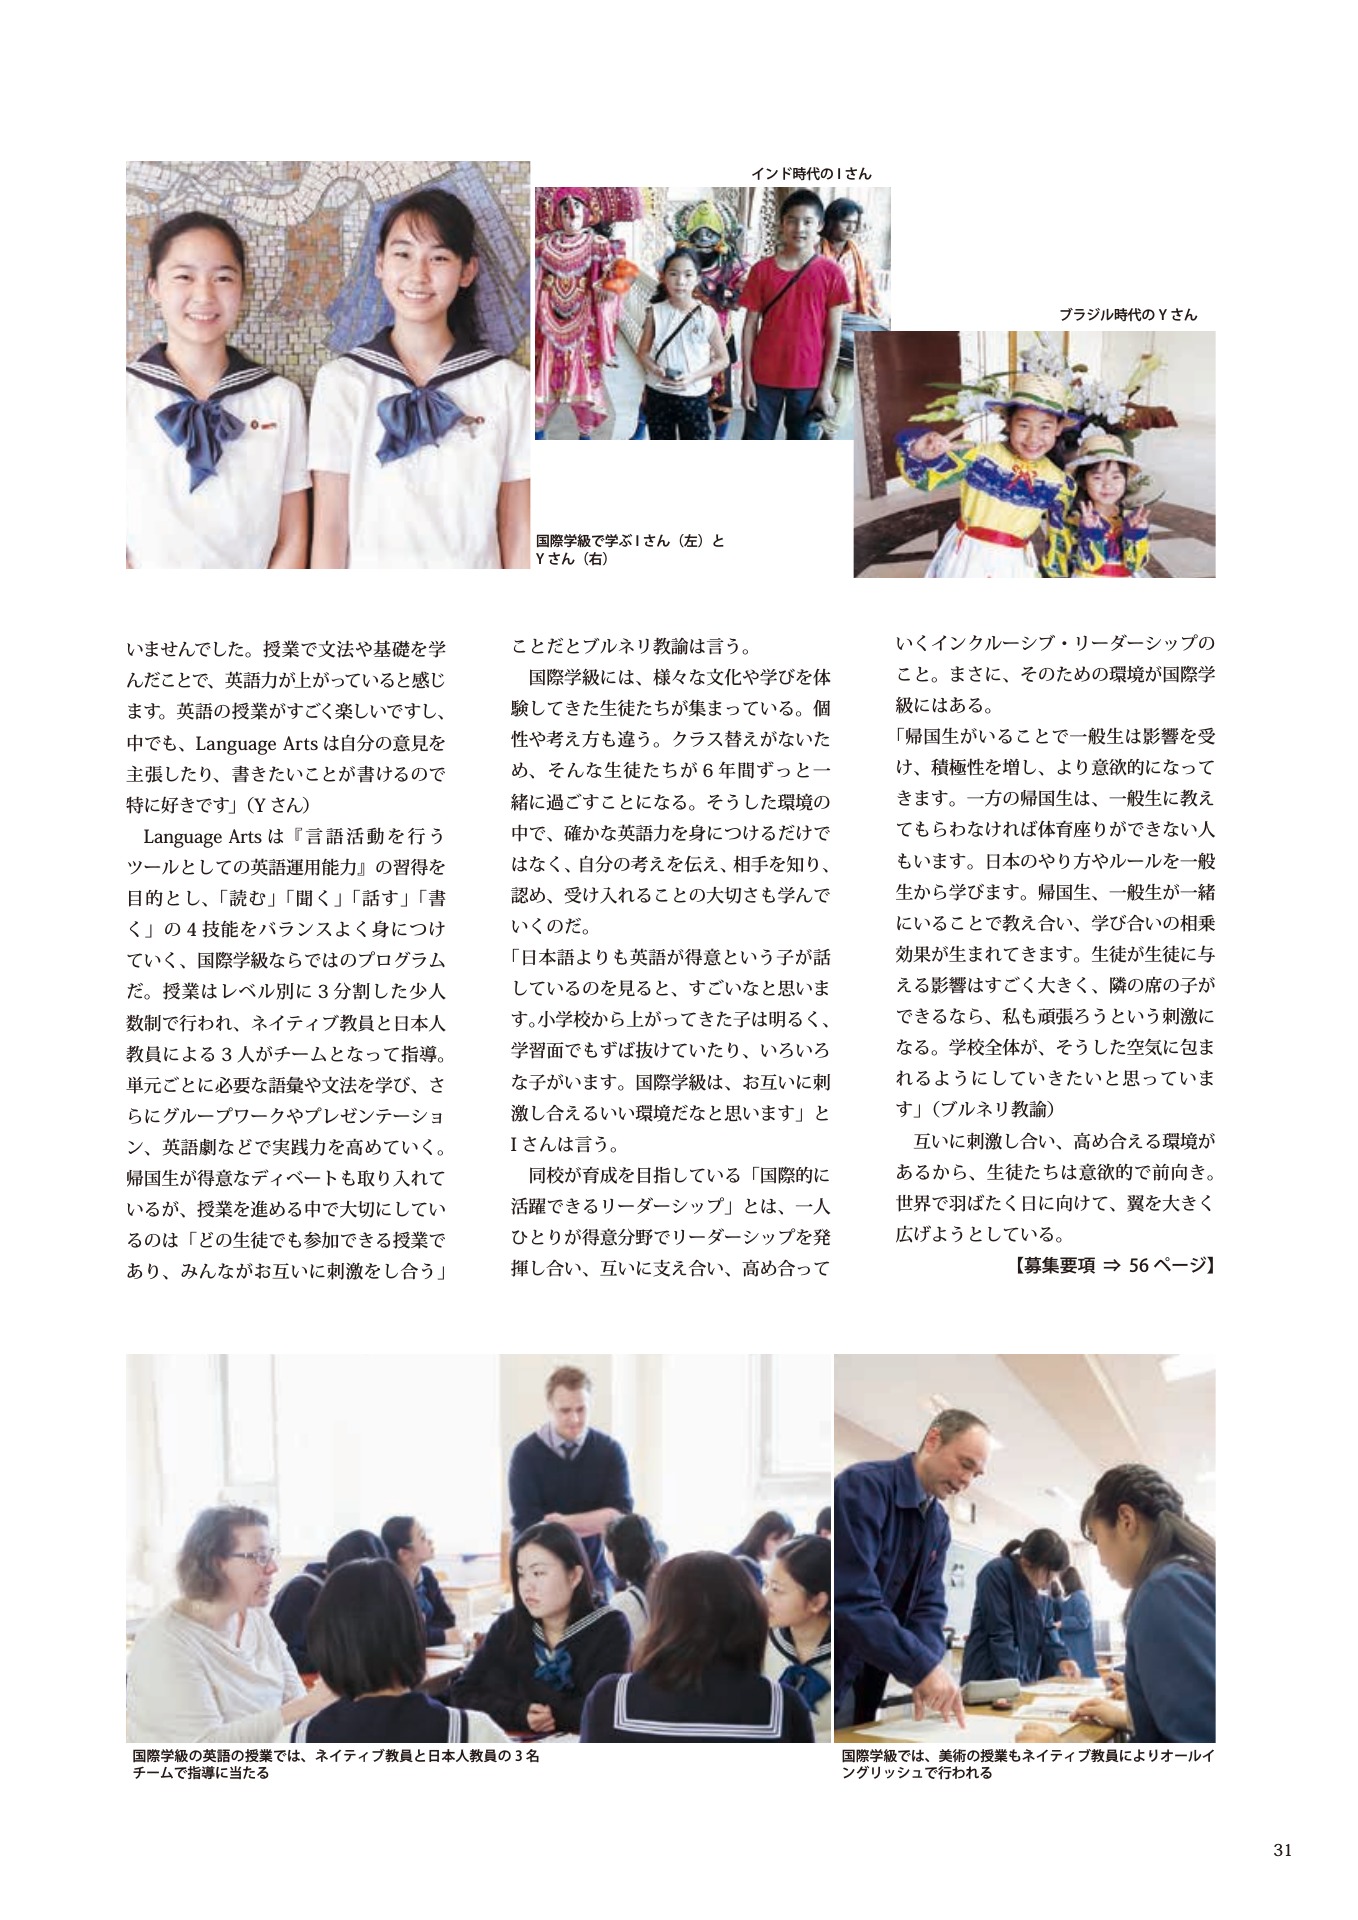 インド時代の I さん
ブラジル時代の Y さん
国際学級で学ぶ I さん（左）と
Y さん（右）
いませんでした。授業で文法や基礎を学
んだことで、英語力が上がっていると感じ
ます。英語の授業がすごく楽しいですし、
中でも、Language Arts は自分の意見を
主張したり、書きたいことが書けるので
特に好きです」（Y さん）
Language Arts は『言語活動を行う
ツールとしての英語運用能力』の習得を
目的とし、「読む」「聞く」「話す」「書
く」の 4 技能をバランスよく身につけ
ていく、国際学級ならではのプログラム
だ。授業はレベル別に 3 分割した少人
数制で行われ、ネイティブ教員と日本人
教員による 3 人がチームとなって指導。
単元ごとに必要な語彙や文法を学び、さ
らにグループワークやプレゼンテーショ
ン、英語劇などで実践力を高めていく。
帰国生が得意なディベートも取り入れて
いるが、授業を進める中で大切にしてい
るのは「どの生徒でも参加できる授業で
あり、みんながお互いに刺激をし合う」
ことだとブルネリ教諭は言う。
国際学級には、様々な文化や学びを体
験してきた生徒たちが集まっている。個
性や考え方も違う。クラス替えがないた
め、そんな生徒たちが 6 年間ずっと一
緒に過ごすことになる。そうした環境の
中で、確かな英語力を身につけるだけで
はなく、自分の考えを伝え、相手を知り、
認め、受け入れることの大切さも学んで
いくのだ。
「日本語よりも英語が得意という子が話
しているのを見ると、すごいなと思いま
す。小学校から上がってきた子は明るく、
学習面でもずば抜けていたり、いろいろ
な子がいます。国際学級は、お互いに刺
激し合えるいい環境だなと思います」と
I さんは言う。
同校が育成を目指している「国際的に
活躍できるリーダーシップ」とは、一人
ひとりが得意分野でリーダーシップを発
揮し合い、互いに支え合い、高め合って
いくインクルーシブ・リーダーシップの
こと。まさに、そのための環境が国際学
級にはある。
「帰国生がいることで一般生は影響を受
け、積極性を増し、より意欲的になって
きます。一方の帰国生は、一般生に教え
てもらわなければ体育座りができない人
もいます。日本のやり方やルールを一般
生から学びます。帰国生、一般生が一緒
にいることで教え合い、学び合いの相乗
効果が生まれてきます。生徒が生徒に与
える影響はすごく大きく、隣の席の子が
できるなら、私も頑張ろうという刺激に
なる。学校全体が、そうした空気に包ま
れるようにしていきたいと思っていま
す」（ブルネリ教諭）
互いに刺激し合い、高め合える環境が
あるから、生徒たちは意欲的で前向き。
世界で羽ばたく日に向けて、翼を大きく
広げようとしている。
【募集要項 ⇒ 56 ページ】
国際学級の英語の授業では、ネイティブ教員と日本人教員の 3 名
チームで指導に当たる
国際学級では、美術の授業もネイティブ教員によりオールイ
ングリッシュで行われる
31